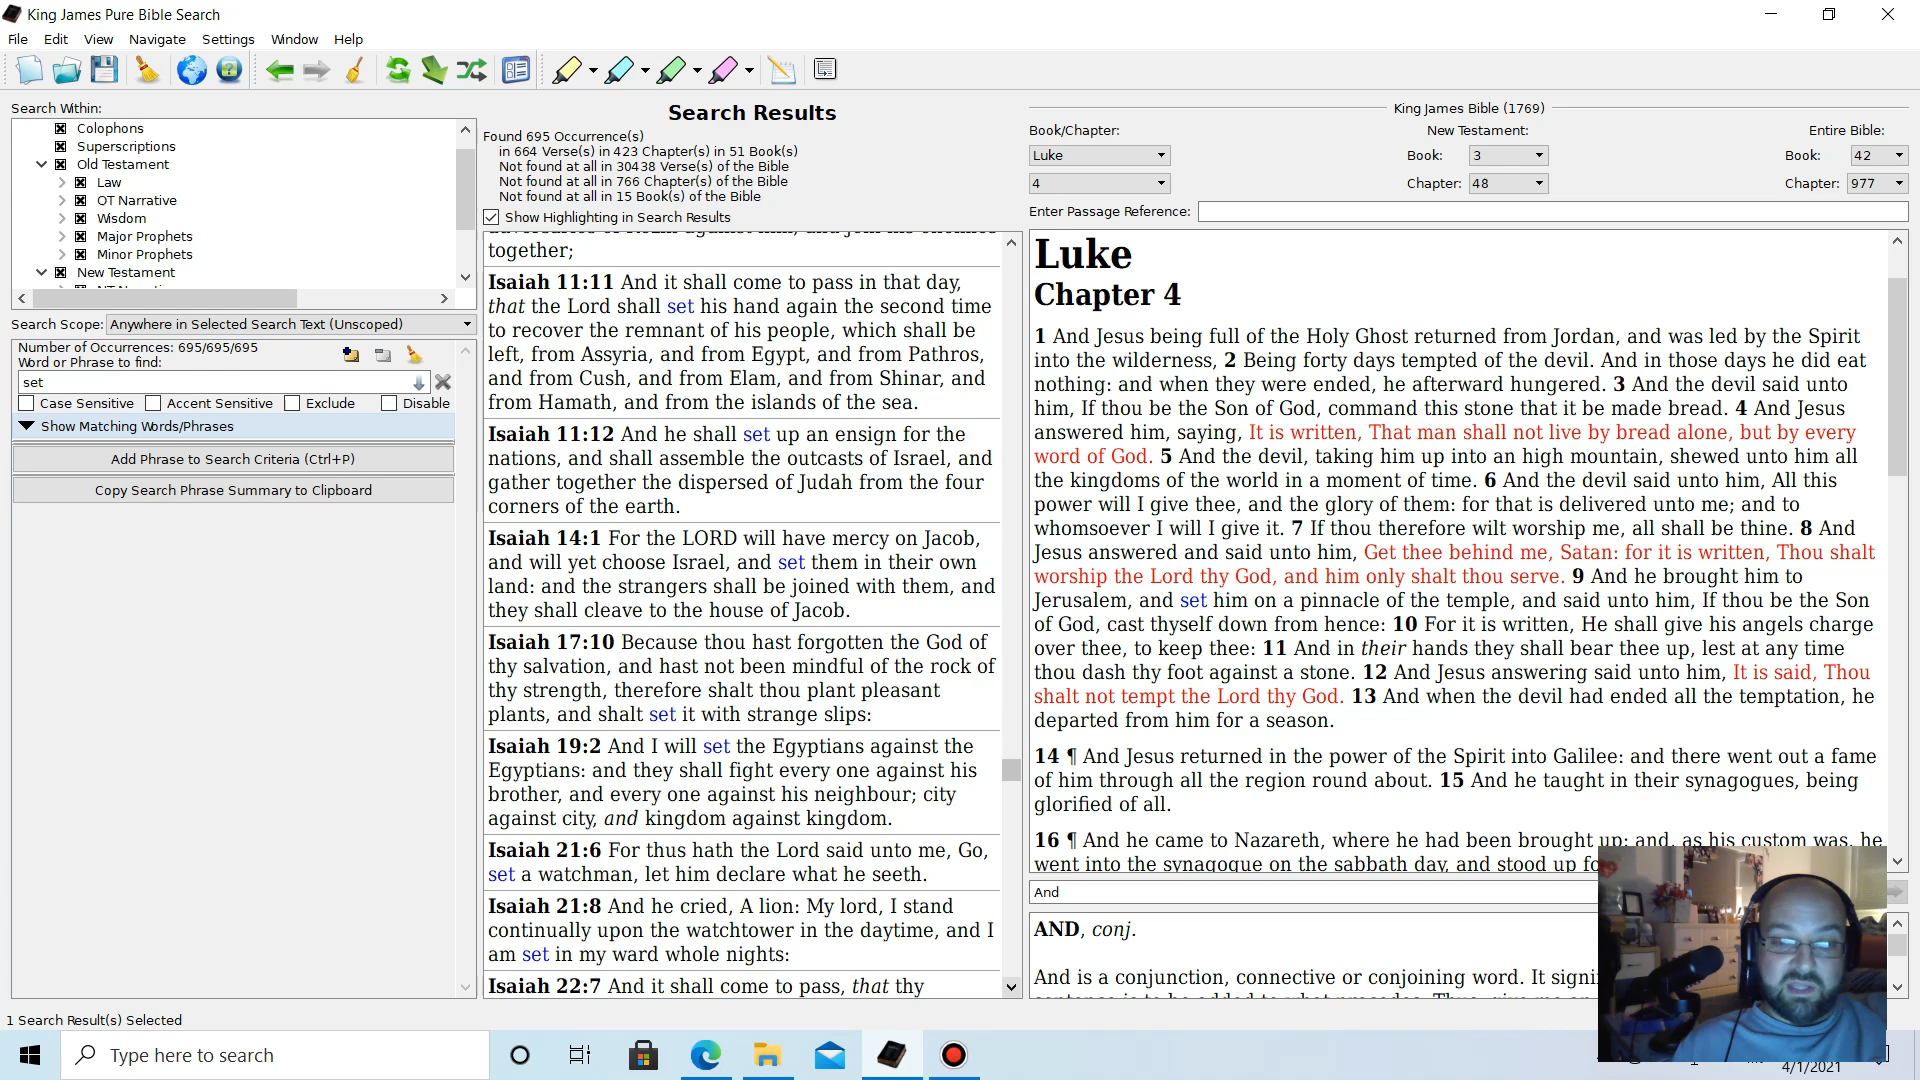 King James Pure Bible Search
File Edit View Navigate Settings Window Help
Search Within:
Colophons
Superscriptions
Old Testament
Law
OT Narrative
Wisdom
Major Prophets
Minor Prophets
New Testament
Search Scope: Anywhere in Selected Search Text (Unscoped)
Number of Occurrences: 695/695/695
Word or Phrase to find:
set
Case Sensitive Accent Sensitive Exclude Disable
Show Matching Words/Phrases
Add Phrase to Search Criteria (Ctrl+P)
Copy Search Phrase Summary to Clipboard
Search Results
Found 695 Occurrence(s)
in 664 Verse(s) in 423 Chapter(s) in 51 Book(s)
Not found at all in 30438 Verse(s) of the Bible
Not found at all in 766 Chapter(s) of the Bible
Not found at all in 15 Book(s) of the Bible
Show Highlighting in Search Results
together;
Isaiah 11:11 And it shall come to pass in that day,
that the Lord shall set his hand again the second time
to recover the remnant of his people, which shall be
left, from Assyria, and from Egypt, and from Pathros,
and from Cush, and from Elam, and from Shinar, and
from Hamath, and from the islands of the sea.
Isaiah 11:12 And he shall set up an ensign for the
nations, and shall assemble the outcasts of Israel, and
gather together the dispersed of Judah from the four
corners of the earth.
Isaiah 14:1 For the LORD will have mercy on Jacob,
and will yet choose Israel, and set them in their own
land: and the strangers shall be joined with them, and
they shall cleave to the house of Jacob.
Isaiah 17:10 Because thou hast forgotten the God of
thy salvation, and hast not been mindful of the rock of
thy strength, therefore shalt thou plant pleasant
plants, and shalt set it with strange slips:
Isaiah 19:2 And I will set the Egyptians against the
Egyptians: and they shall fight every one against his
brother, and every one against his neighbour; city
against city, and kingdom against kingdom.
Isaiah 21:6 For thus hath the Lord said unto me, Go,
set a watchman, let him declare what he seeth.
Isaiah 21:8 And he cried, A lion: My lord, I stand
continually upon the watchtower in the daytime, and I
am set in my ward whole nights:
Isaiah 22:7 And it shall come to pass, that thy
King James Bible (1769)
Book/Chapter: New Testament: Entire Bible:
Luke Book: 3 Book: 42
4 Chapter: 48 Chapter: 977
Enter Passage Reference:
Luke
Chapter 4
1 And Jesus being full of the Holy Ghost returned from Jordan, and was led by the Spirit
into the wilderness, 2 Being forty days tempted of the devil. And in those days he did eat
nothing: and when they were ended, he afterward hungered. 3 And the devil said unto
him, If thou be the Son of God, command this stone that it be made bread. 4 And Jesus
answered him, saying, It is written, That man shall not live by bread alone, but by every
word of God. 5 And the devil, taking him up into an high mountain, shewed unto him all
the kingdoms of the world in a moment of time. 6 And the devil said unto him, All this
power will I give thee, and the glory of them: for that is delivered unto me; and to
whomsoever I will I give it. 7 If thou therefore wilt worship me, all shall be thine. 8 And
Jesus answered and said unto him, Get thee behind me, Satan: for it is written, Thou shalt
worship the Lord thy God, and him only shalt thou serve. 9 And he brought him to
Jerusalem, and set him on a pinnacle of the temple, and said unto him, If thou be the Son
of God, cast thyself down from hence: 10 For it is written, He shall give his angels charge
over thee, to keep thee: 11 And in their hands they shall bear thee up, lest at any time
thou dash thy foot against a stone. 12 And Jesus answering said unto him, It is said, Thou
shalt not tempt the Lord thy God. 13 And when the devil had ended all the temptation, he
departed from him for a season.
14 ¶ And Jesus returned in the power of the Spirit into Galilee: and there went out a fame
of him through all the region round about. 15 And he taught in their synagogues, being
glorified of all.
16 ¶ And he came to Nazareth, where he had been brought up: and, as his custom was, he
went into the synagogue on the sabbath day, and stood up fo
And
AND, conj.
And is a conjunction, connective or conjoining word. It signi
1 Search Result(s) Selected
Type here to search
4/1/2021